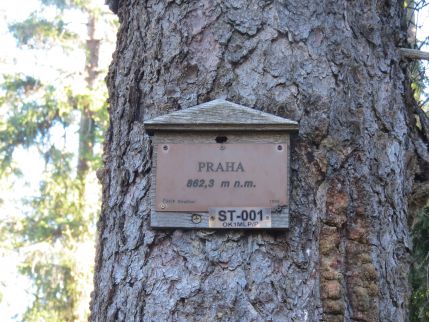 PRAHA
862,3 m n.m.
ST-001
OK1MLP/P